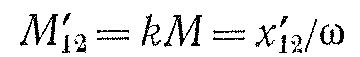 M′₁₂ = kM = x′₁₂/ω